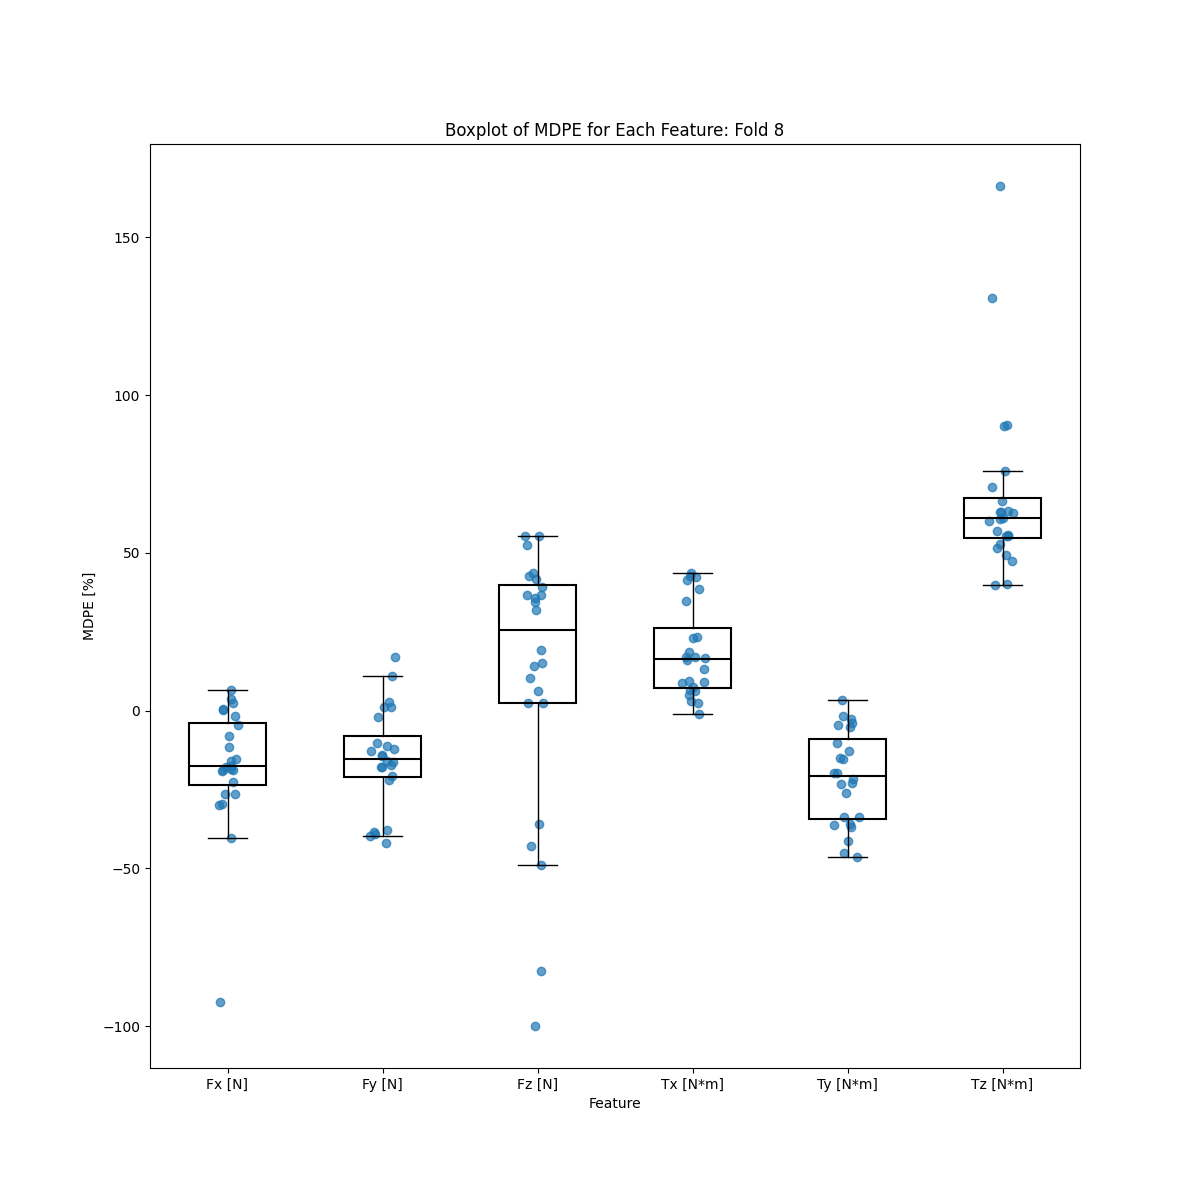 Boxplot of MDPE for Each Feature: Fold 8
MDPE [%]
150
100
50
0
−50
−100
Fx [N] Fy [N] Fz [N] Tx [N*m] Ty [N*m] Tz [N*m]
Feature